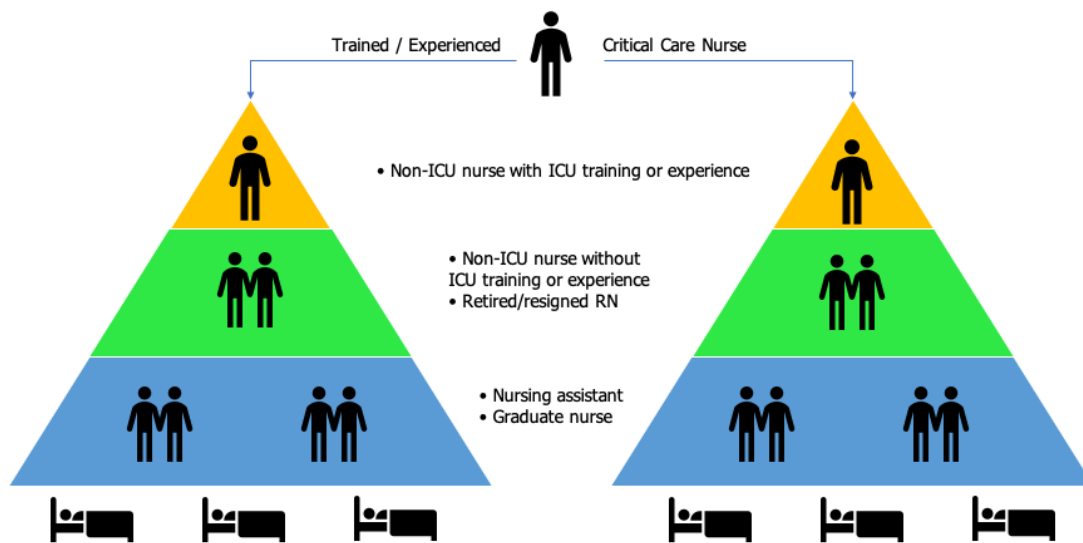 Trained / Experienced
Critical Care Nurse
• Non-ICU nurse with ICU training or experience
• Non-ICU nurse without
ICU training or experience
• Retired/resigned RN
• Nursing assistant
• Graduate nurse